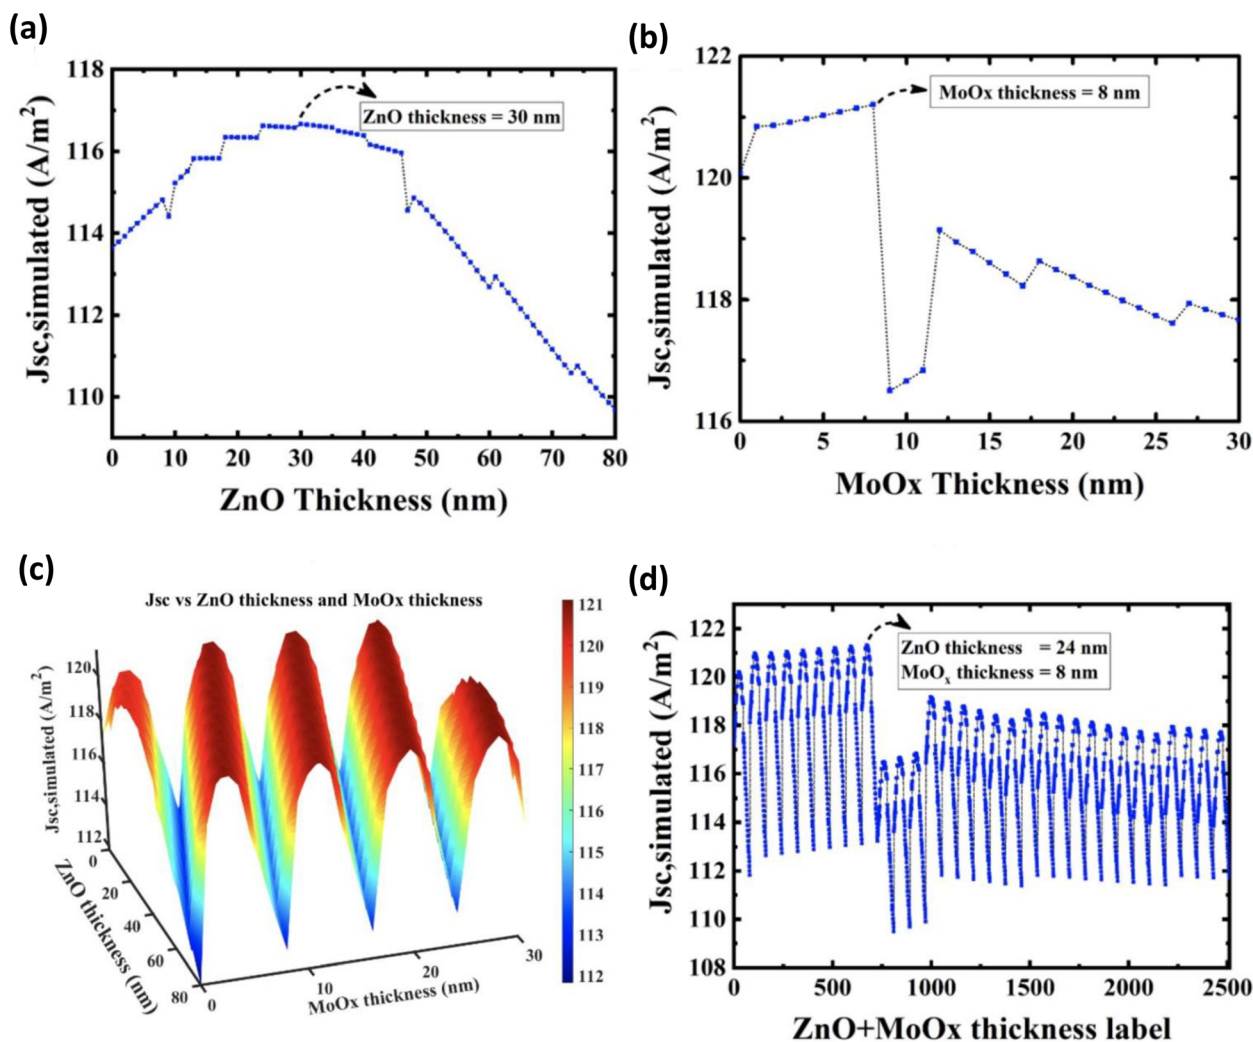 (a)
118
116
114
112
110
0 10 20 30 40 50 60 70 80
Jsc,simulated (A/m²)
ZnO Thickness (nm)
ZnO thickness = 30 nm
(b)
122
120
118
116
0 5 10 15 20 25 30
Jsc,simulated (A/m²)
MoOx Thickness (nm)
MoOx thickness = 8 nm
(c)
Jsc vs ZnO thickness and MoOx thickness
120
118
116
114
112
Jsc,simulated (A/m²)
0
20
40
60
80
ZnO thickness (nm)
0 10 20 30
MoOx thickness (nm)
121
120
119
118
117
116
115
114
113
112
(d)
122
120
118
116
114
112
110
108
0 500 1000 1500 2000 2500
Jsc,simulated (A/m²)
ZnO+MoOx thickness label
ZnO thickness = 24 nm
MoOₓ thickness = 8 nm